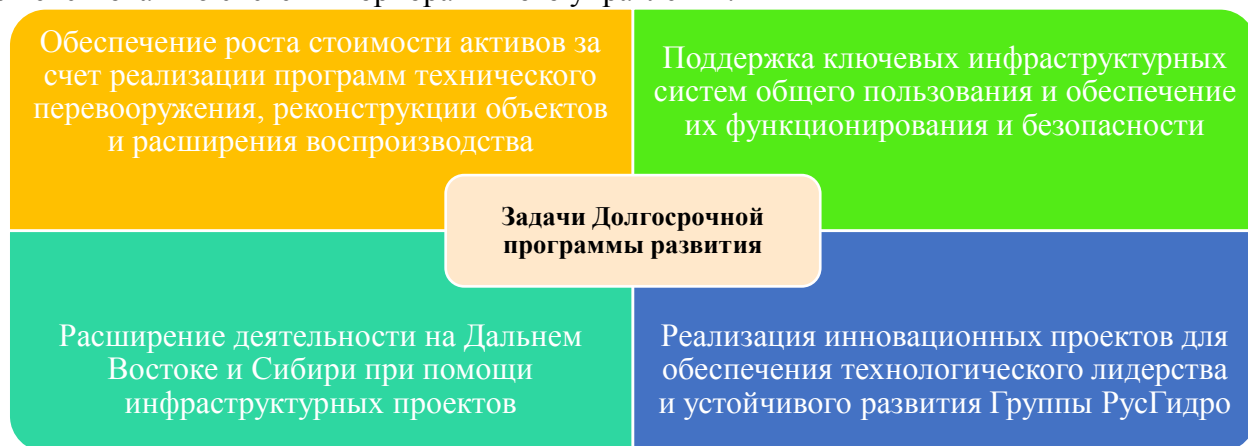 Обеспечение роста стоимости активов за
счет реализации программ технического
перевооружения, реконструкции объектов
и расширения воспроизводства
Поддержка ключевых инфраструктурных
систем общего пользования и обеспечение
их функционирования и безопасности
Задачи Долгосрочной
программы развития
Расширение деятельности на Дальнем
Востоке и Сибири при помощи
инфраструктурных проектов
Реализация инновационных проектов для
обеспечения технологического лидерства
и устойчивого развития Группы РусГидро